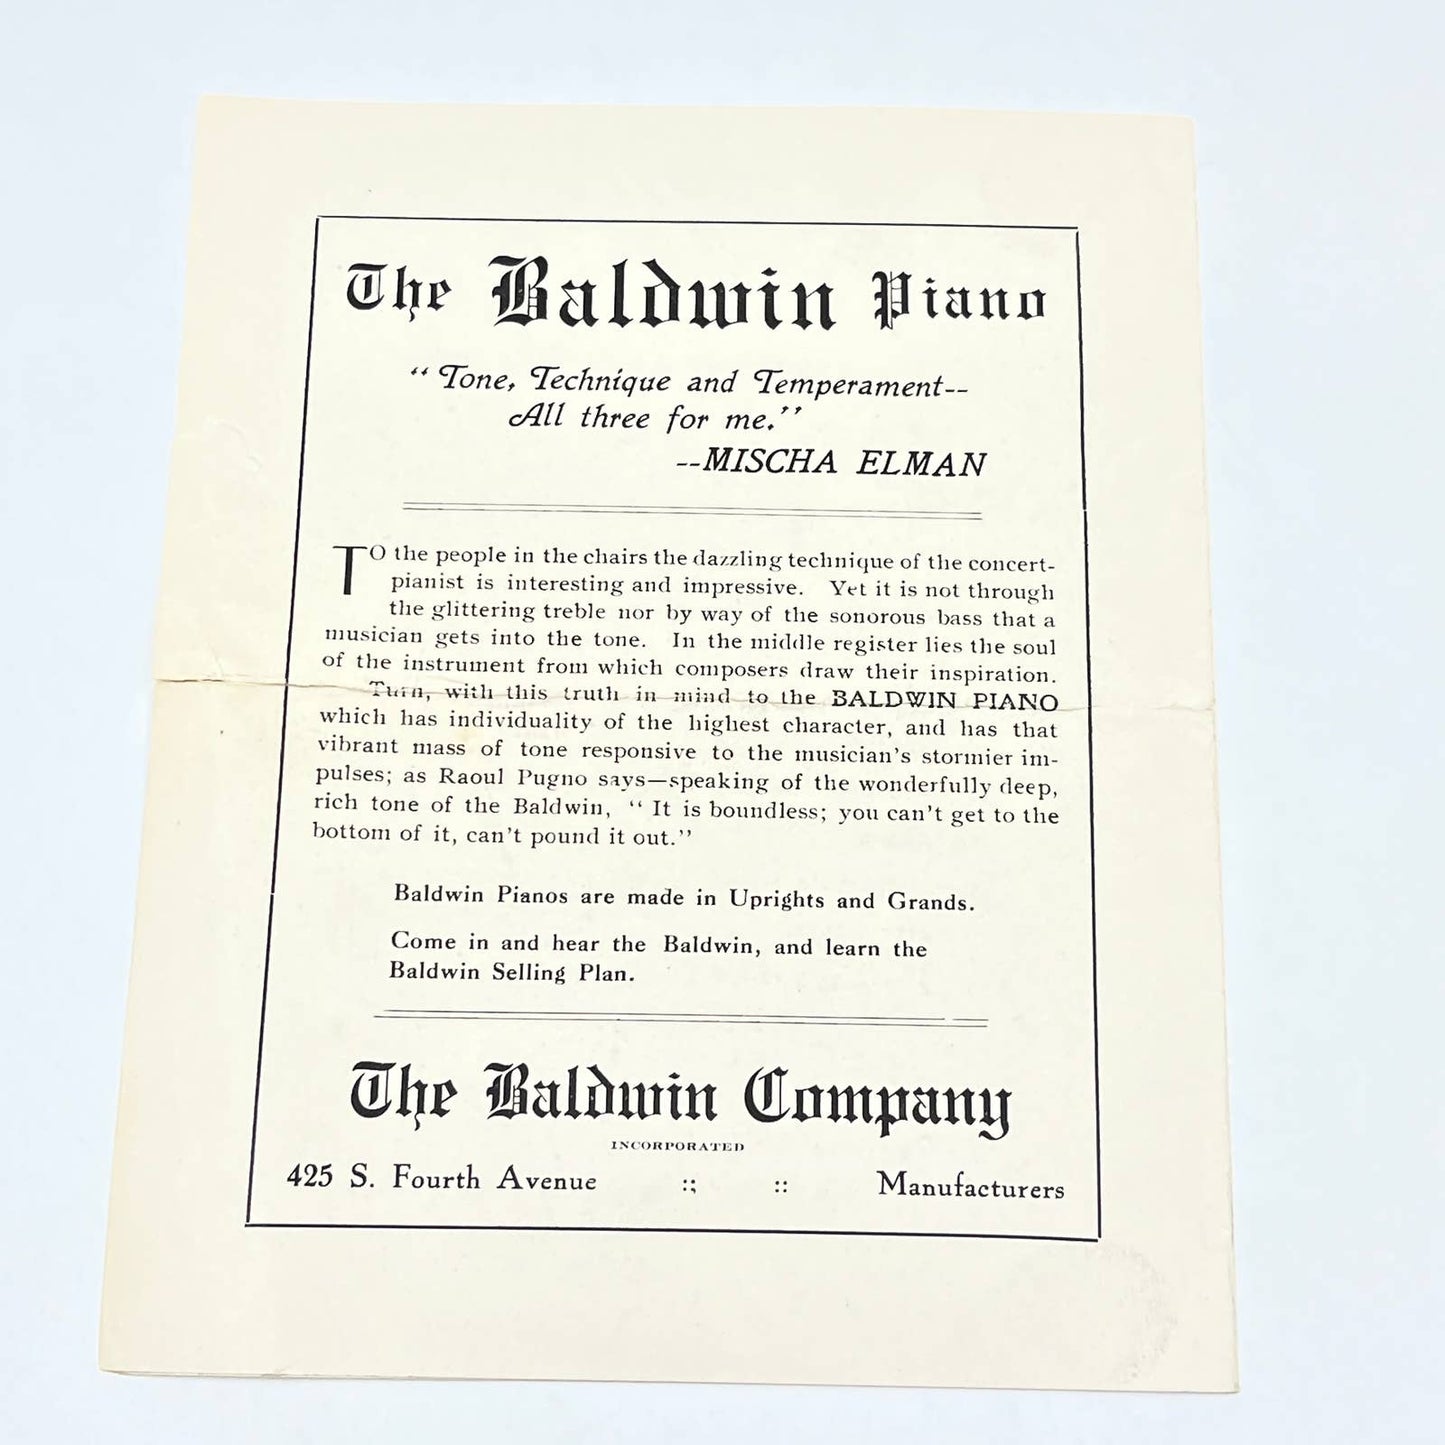 The Baldwin Piano
“Tone, Technique and Temperament--
All three for me.”
--MISCHA ELMAN
TO the people in the chairs the dazzling technique of the concert-
pianist is interesting and impressive. Yet it is not through
the glittering treble nor by way of the sonorous bass that a
musician gets into the tone. In the middle register lies the soul
of the instrument from which composers draw their inspiration.
Turn, with this truth in mind to the BALDWIN PIANO
which has individuality of the highest character, and has that
vibrant mass of tone responsive to the musician's stormier im-
pulses; as Raoul Pugno says—speaking of the wonderfully deep,
rich tone of the Baldwin, “It is boundless; you can't get to the
bottom of it, can't pound it out.”
Baldwin Pianos are made in Uprights and Grands.
Come in and hear the Baldwin, and learn the
Baldwin Selling Plan.
The Baldwin Company
INCORPORATED
425 S. Fourth Avenue :: :: Manufacturers